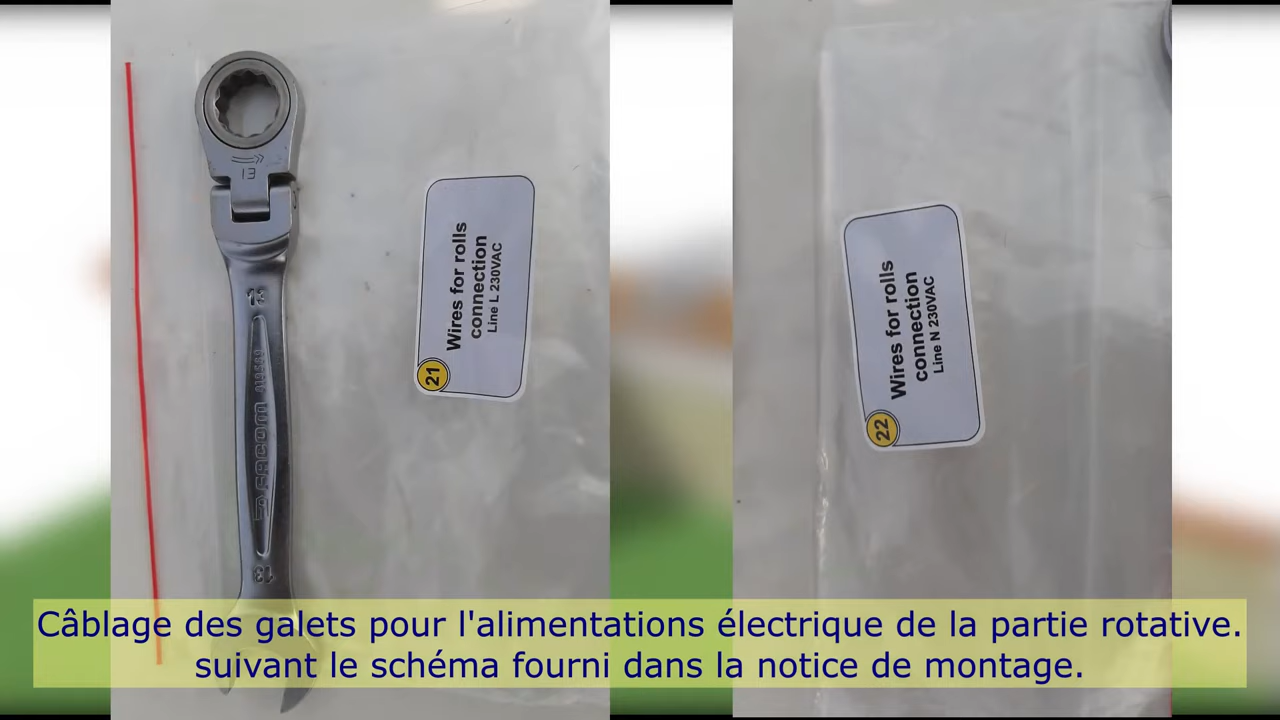 13
13
FACOM
13
21
Wires for rolls
connection
Line L 230VAC
22
Wires for rolls
connection
Line N 230VAC
Câblage des galets pour l'alimentations électrique de la partie rotative.
suivant le schéma fourni dans la notice de montage.